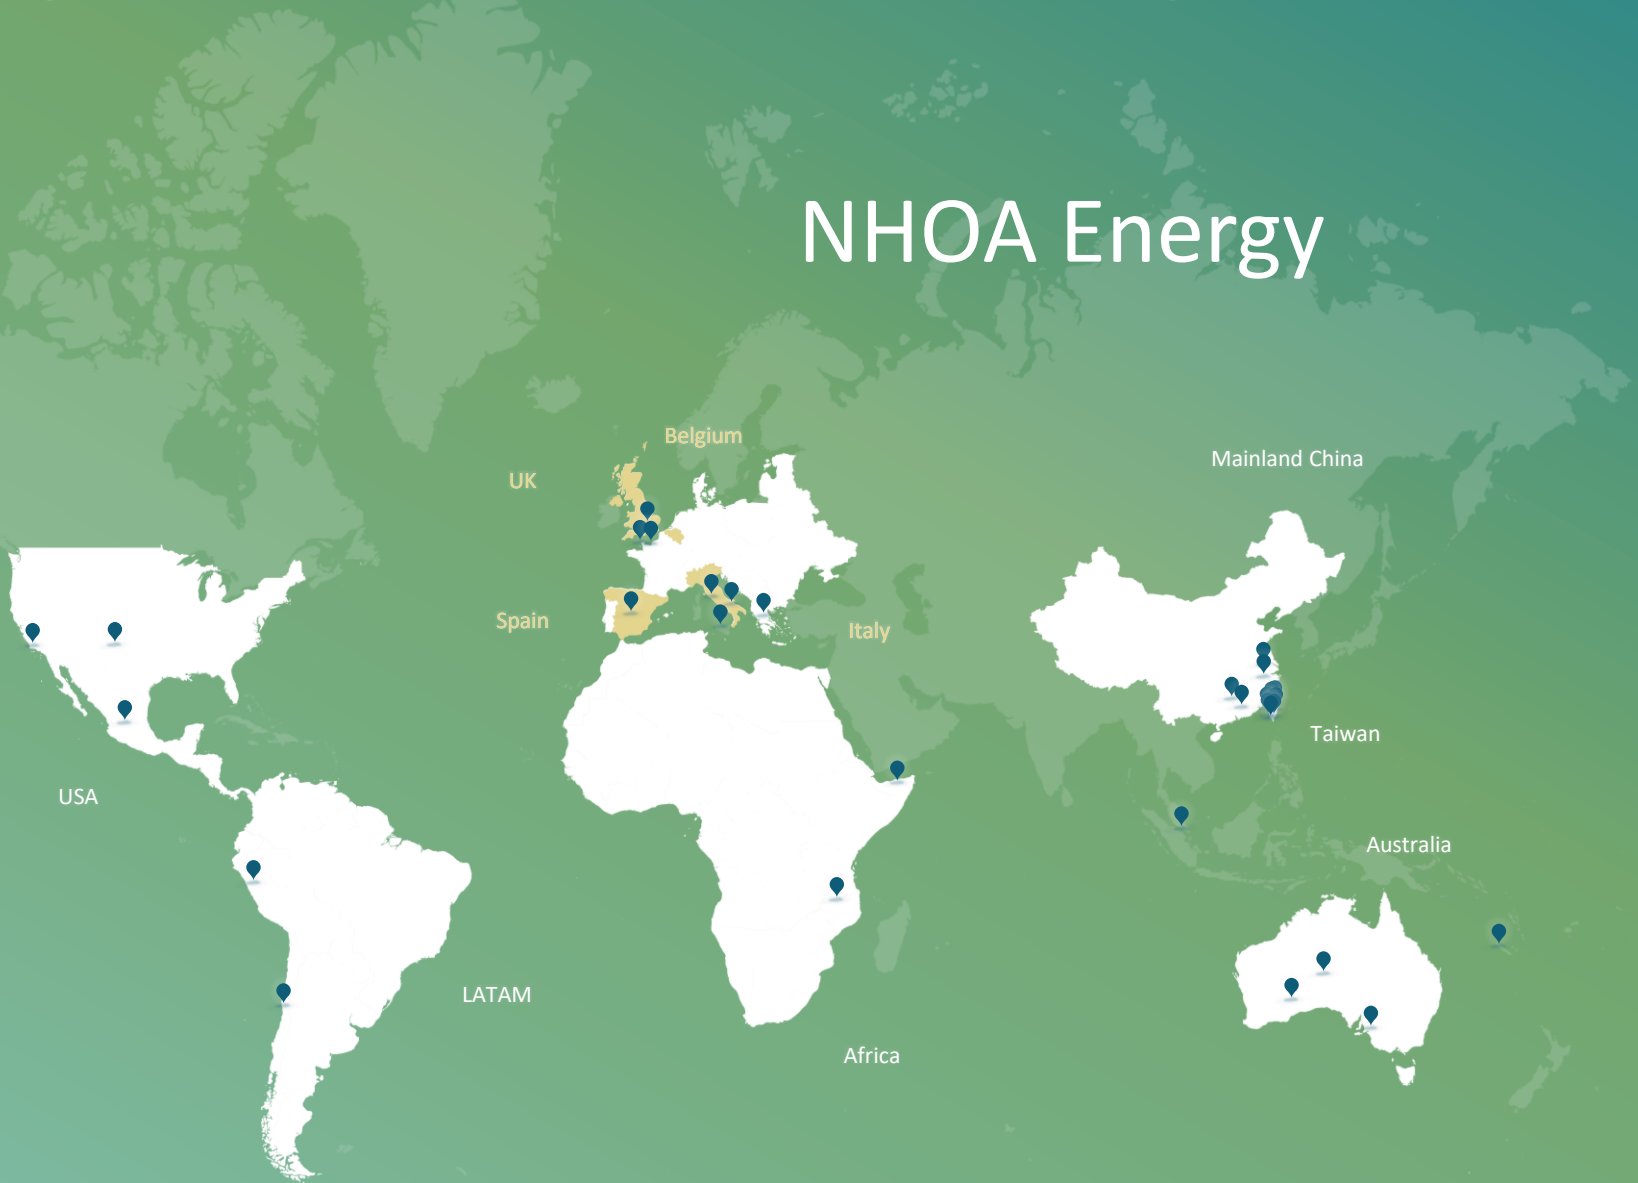 NHOA Energy
Belgium
Mainland China
UK
Spain
Italy
Taiwan
USA
Australia
LATAM
Africa